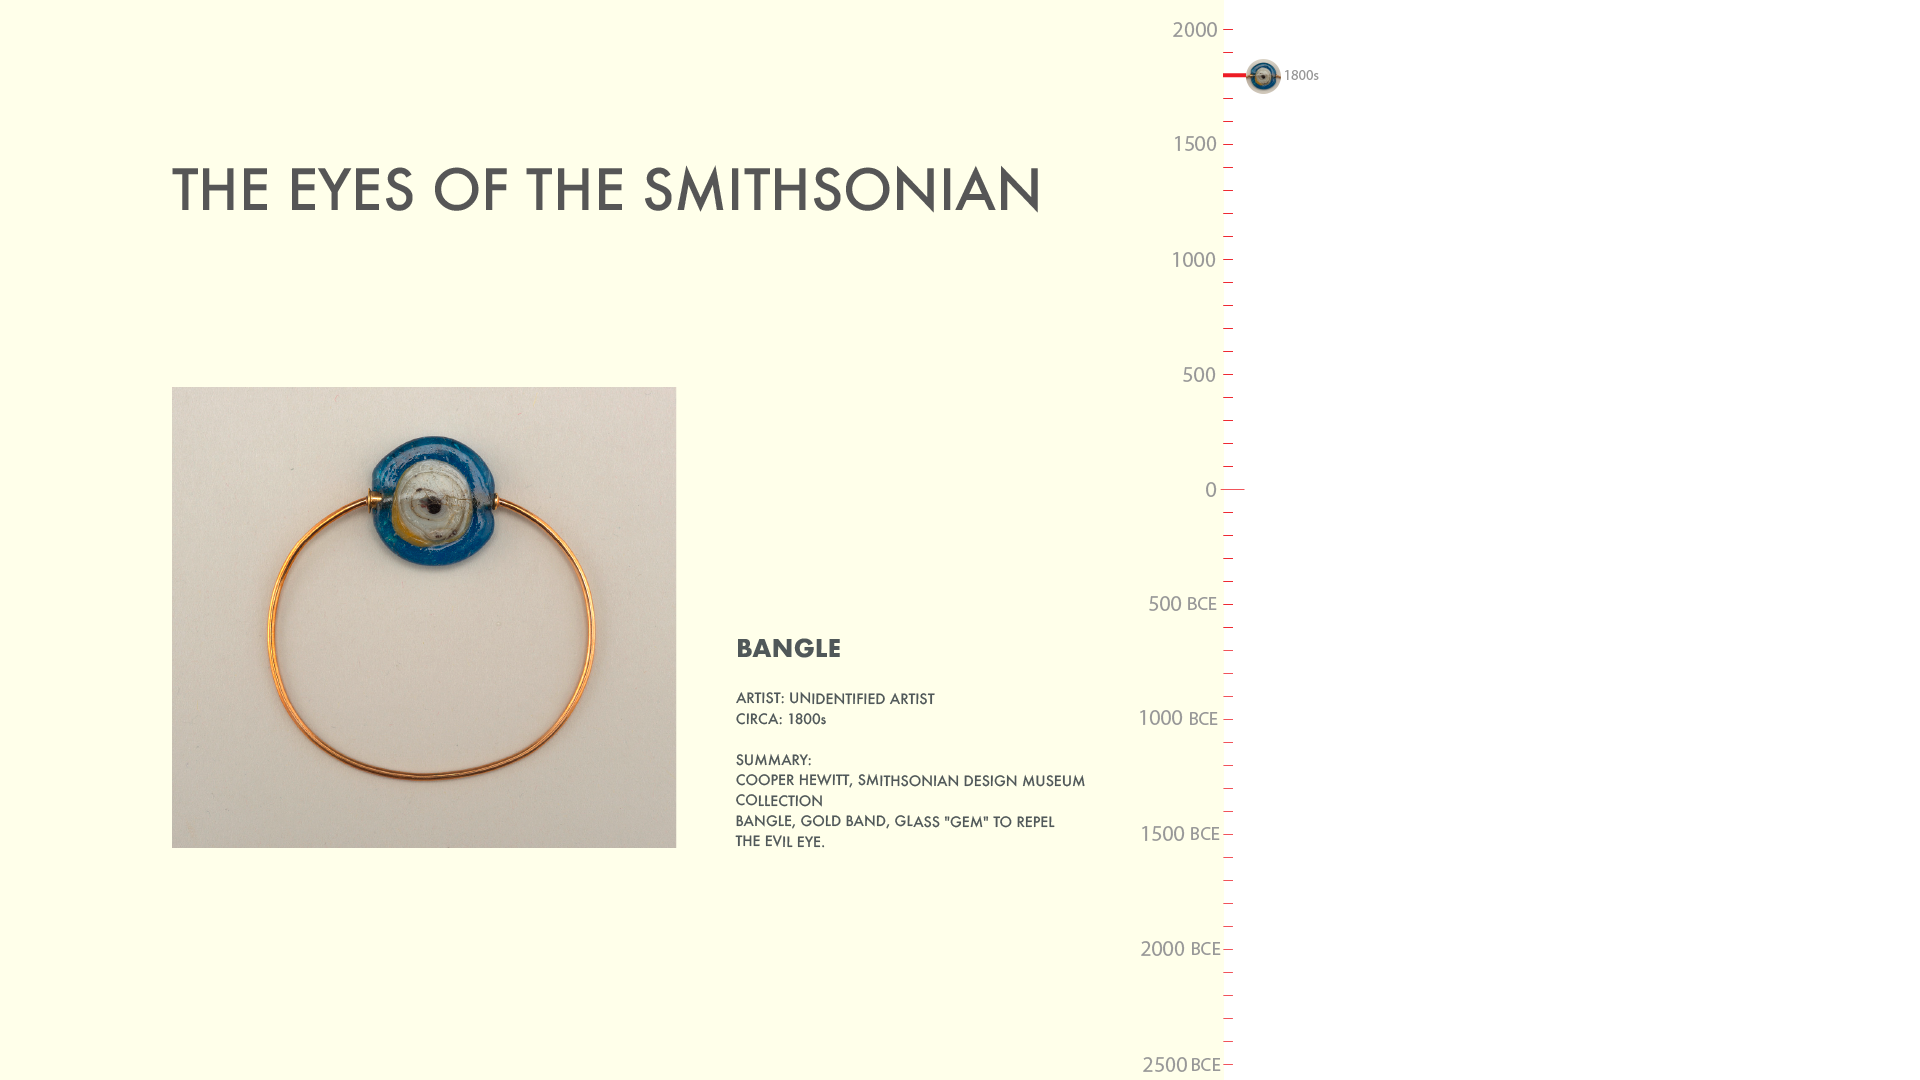 THE EYES OF THE SMITHSONIAN
BANGLE
ARTIST: UNIDENTIFIED ARTIST
CIRCA: 1800s
SUMMARY:
COOPER HEWITT, SMITHSONIAN DESIGN MUSEUM
COLLECTION
BANGLE, GOLD BAND, GLASS "GEM" TO REPEL
THE EVIL EYE.
2000
1800s
1500
1000
500
0
500 BCE
1000 BCE
1500 BCE
2000 BCE
2500 BCE